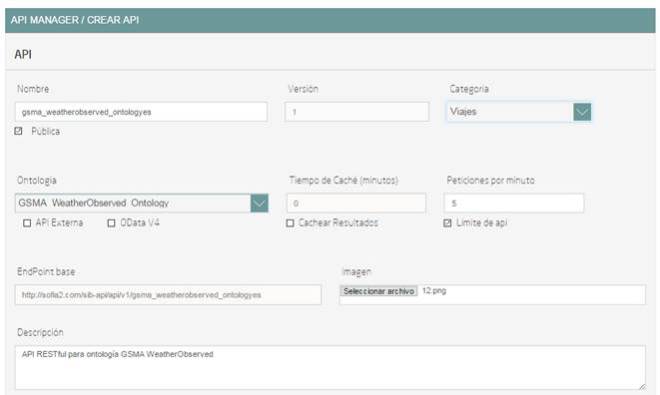 API MANAGER / CREAR API
API
Nombre Versión Categoria
gsma_weatherobserved_ontologyes 1 Viajes
Pública
Ontología Tiempo de Caché (minutos) Peticiones por minuto
GSMA WeatherObserved Ontology 0 5
API Externa OData V4 Cachear Resultados Límite de api
EndPoint base Imagen
http://sofia2.com/sib-api/api/v1/gsma_weatherobserved_ontologyes Seleccionar archivo 12.png
Descripción
API RESTful para ontología GSMA WeatherObserved